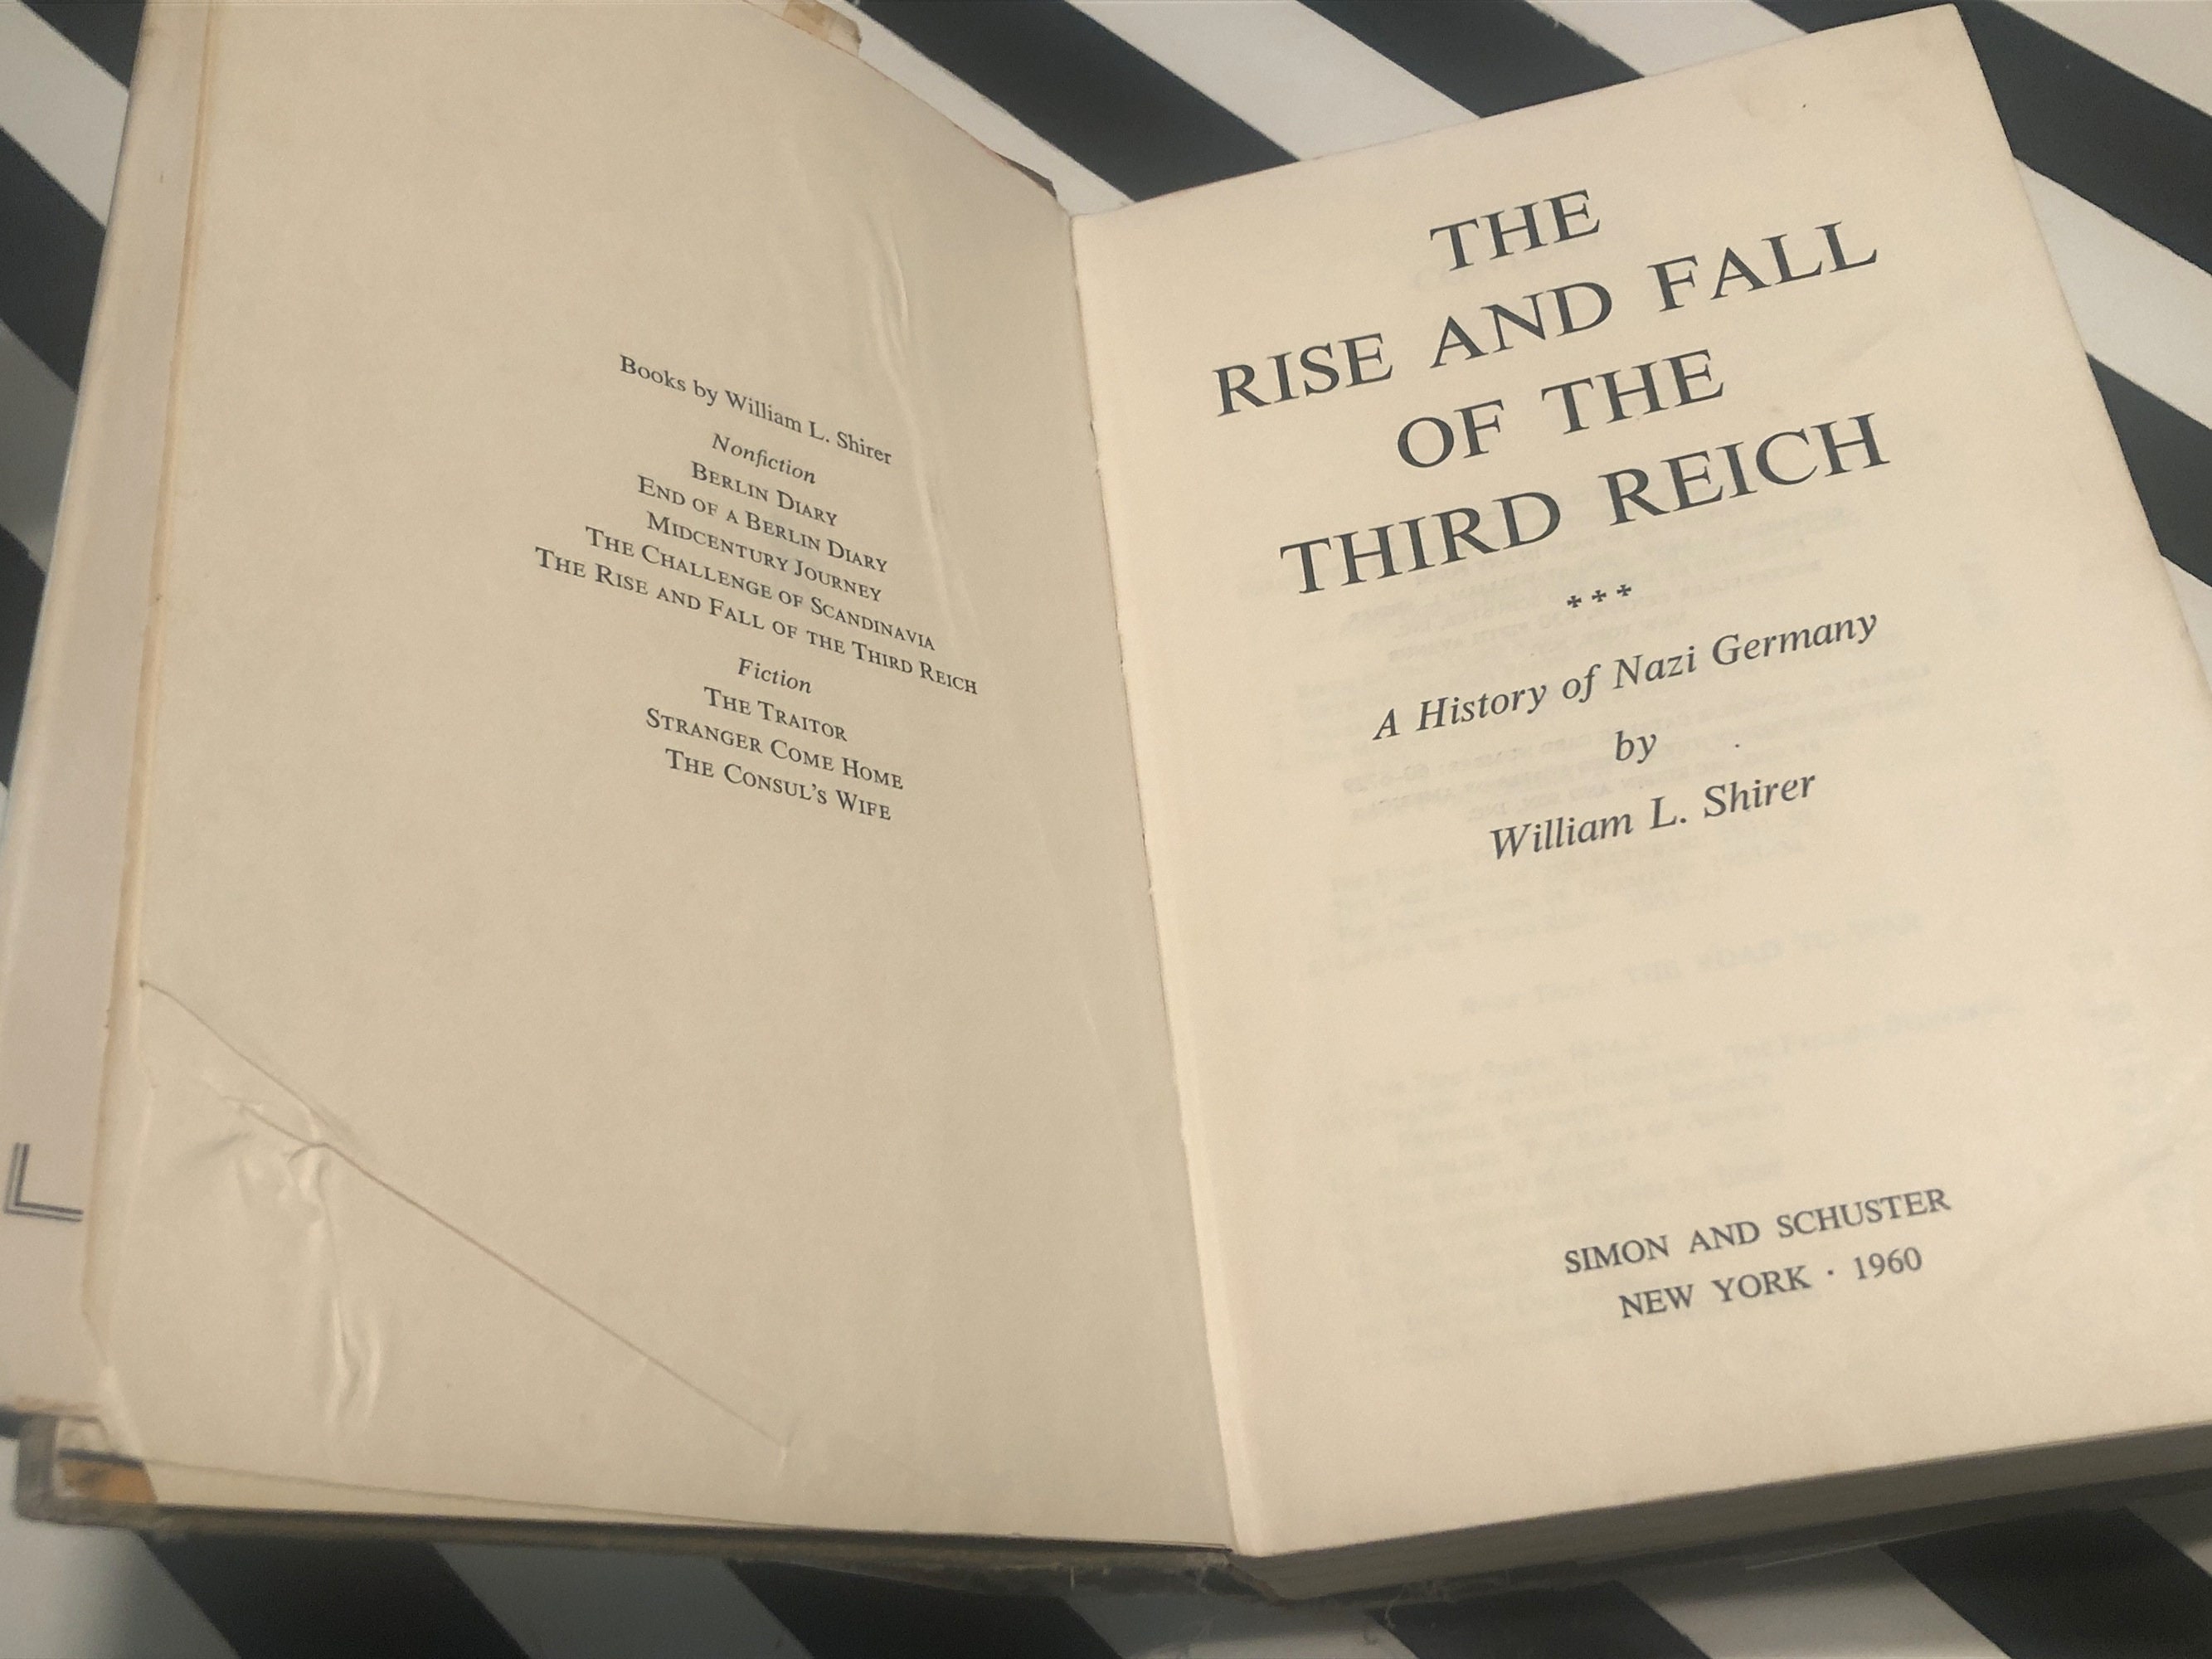 Books by William L. Shirer
Nonfiction
BERLIN DIARY
END OF A BERLIN DIARY
MIDCENTURY JOURNEY
THE CHALLENGE OF SCANDINAVIA
THE RISE AND FALL OF THE THIRD REICH
Fiction
THE TRAITOR
STRANGER COME HOME
THE CONSUL'S WIFE
THE
RISE AND FALL
OF THE
THIRD REICH
***
A History of Nazi Germany
by
William L. Shirer
SIMON AND SCHUSTER
NEW YORK · 1960